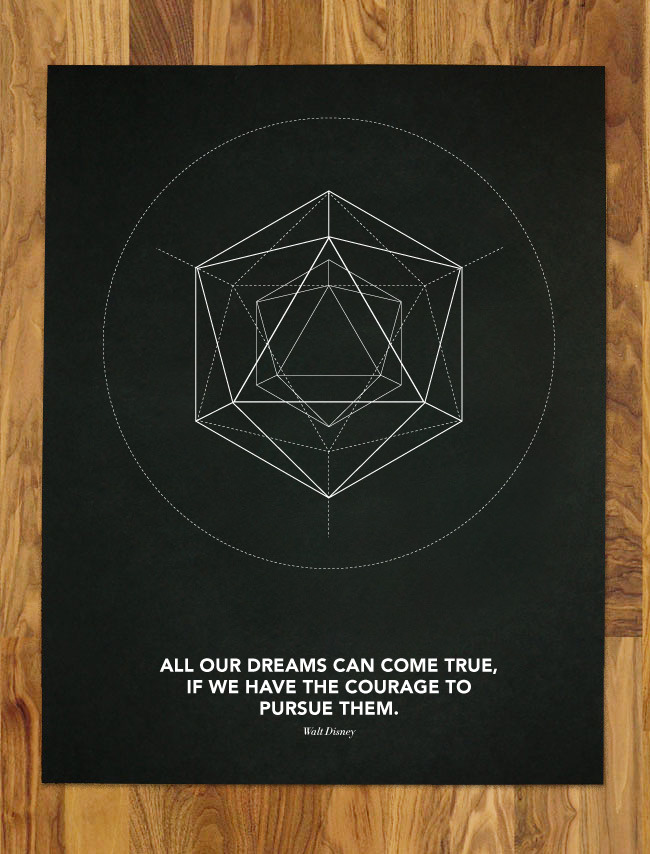 ALL OUR DREAMS CAN COME TRUE,
IF WE HAVE THE COURAGE TO
PURSUE THEM.
Walt Disney